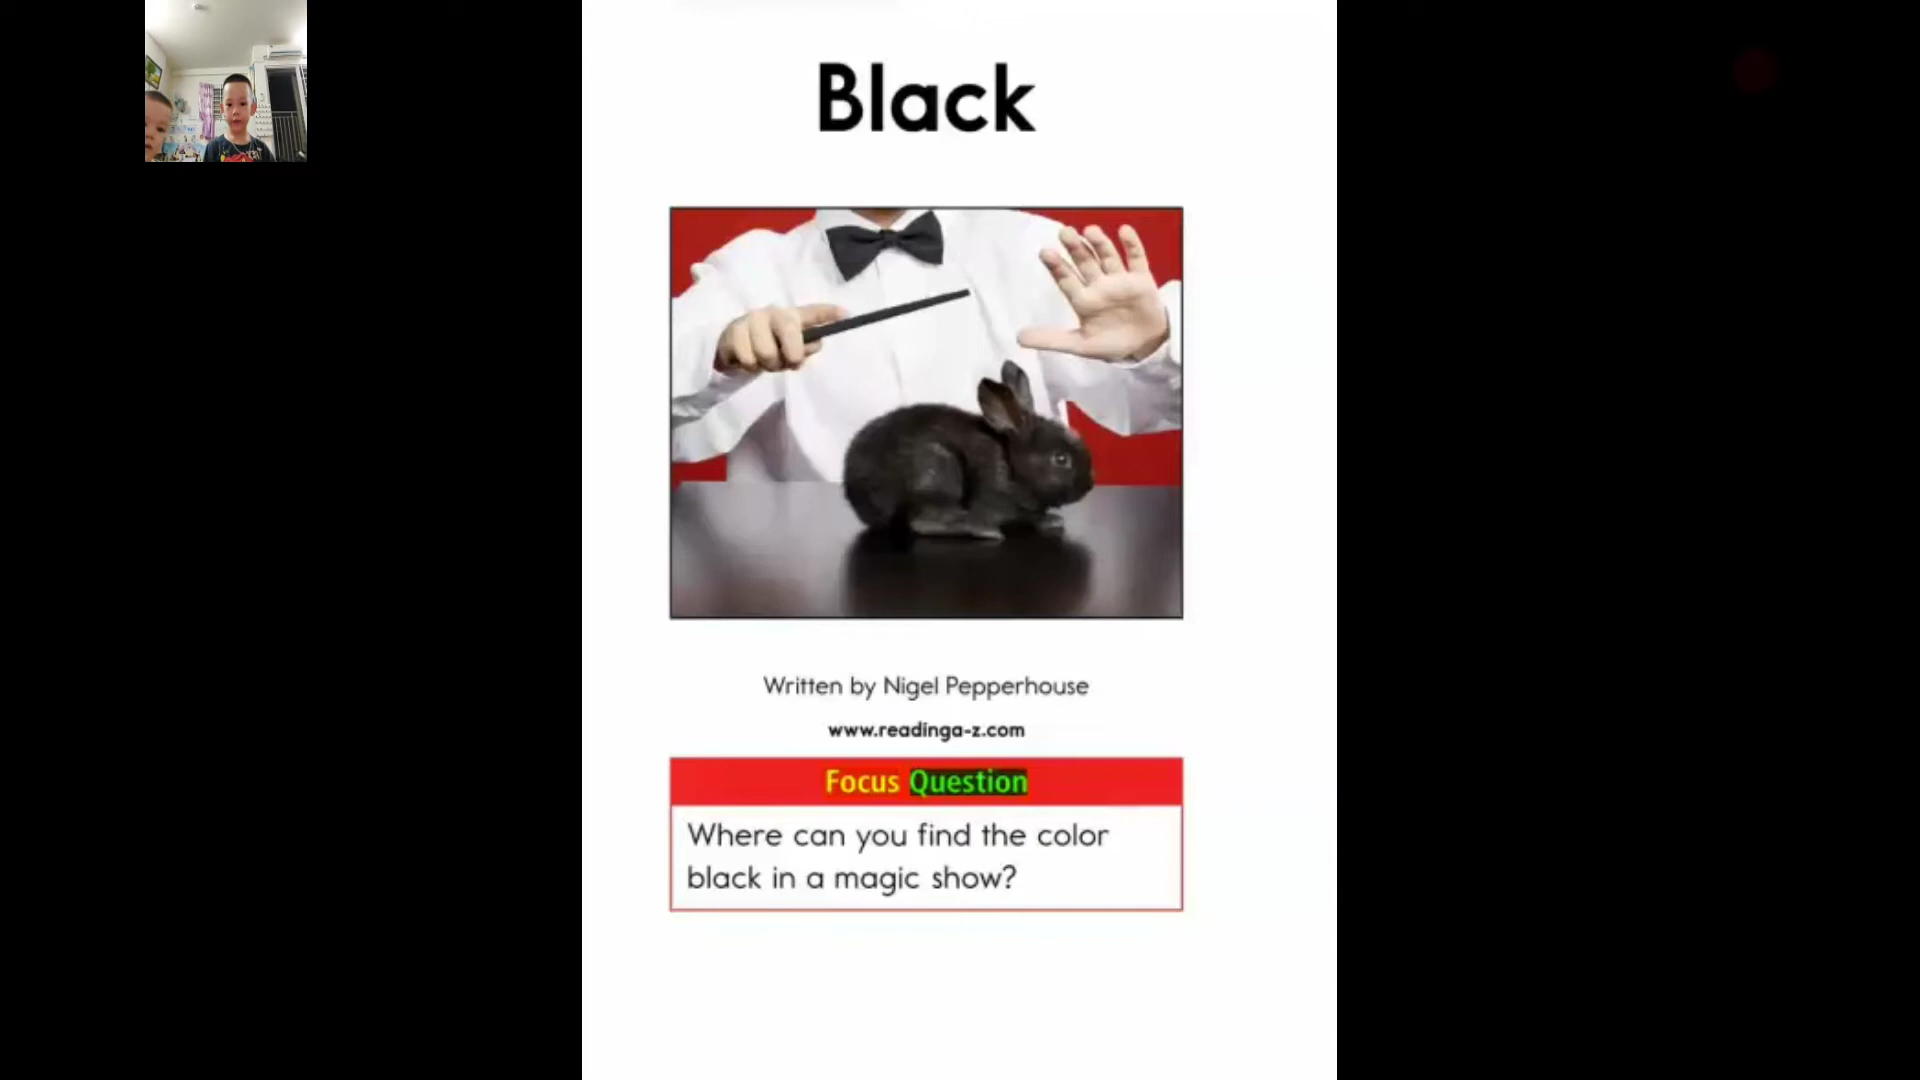 Black
Written by Nigel Pepperhouse
www.readinga-z.com
Focus Question
Where can you find the color
black in a magic show?